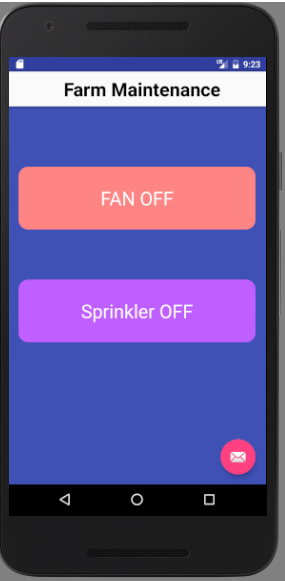 9:23
Farm Maintenance
FAN OFF
Sprinkler OFF